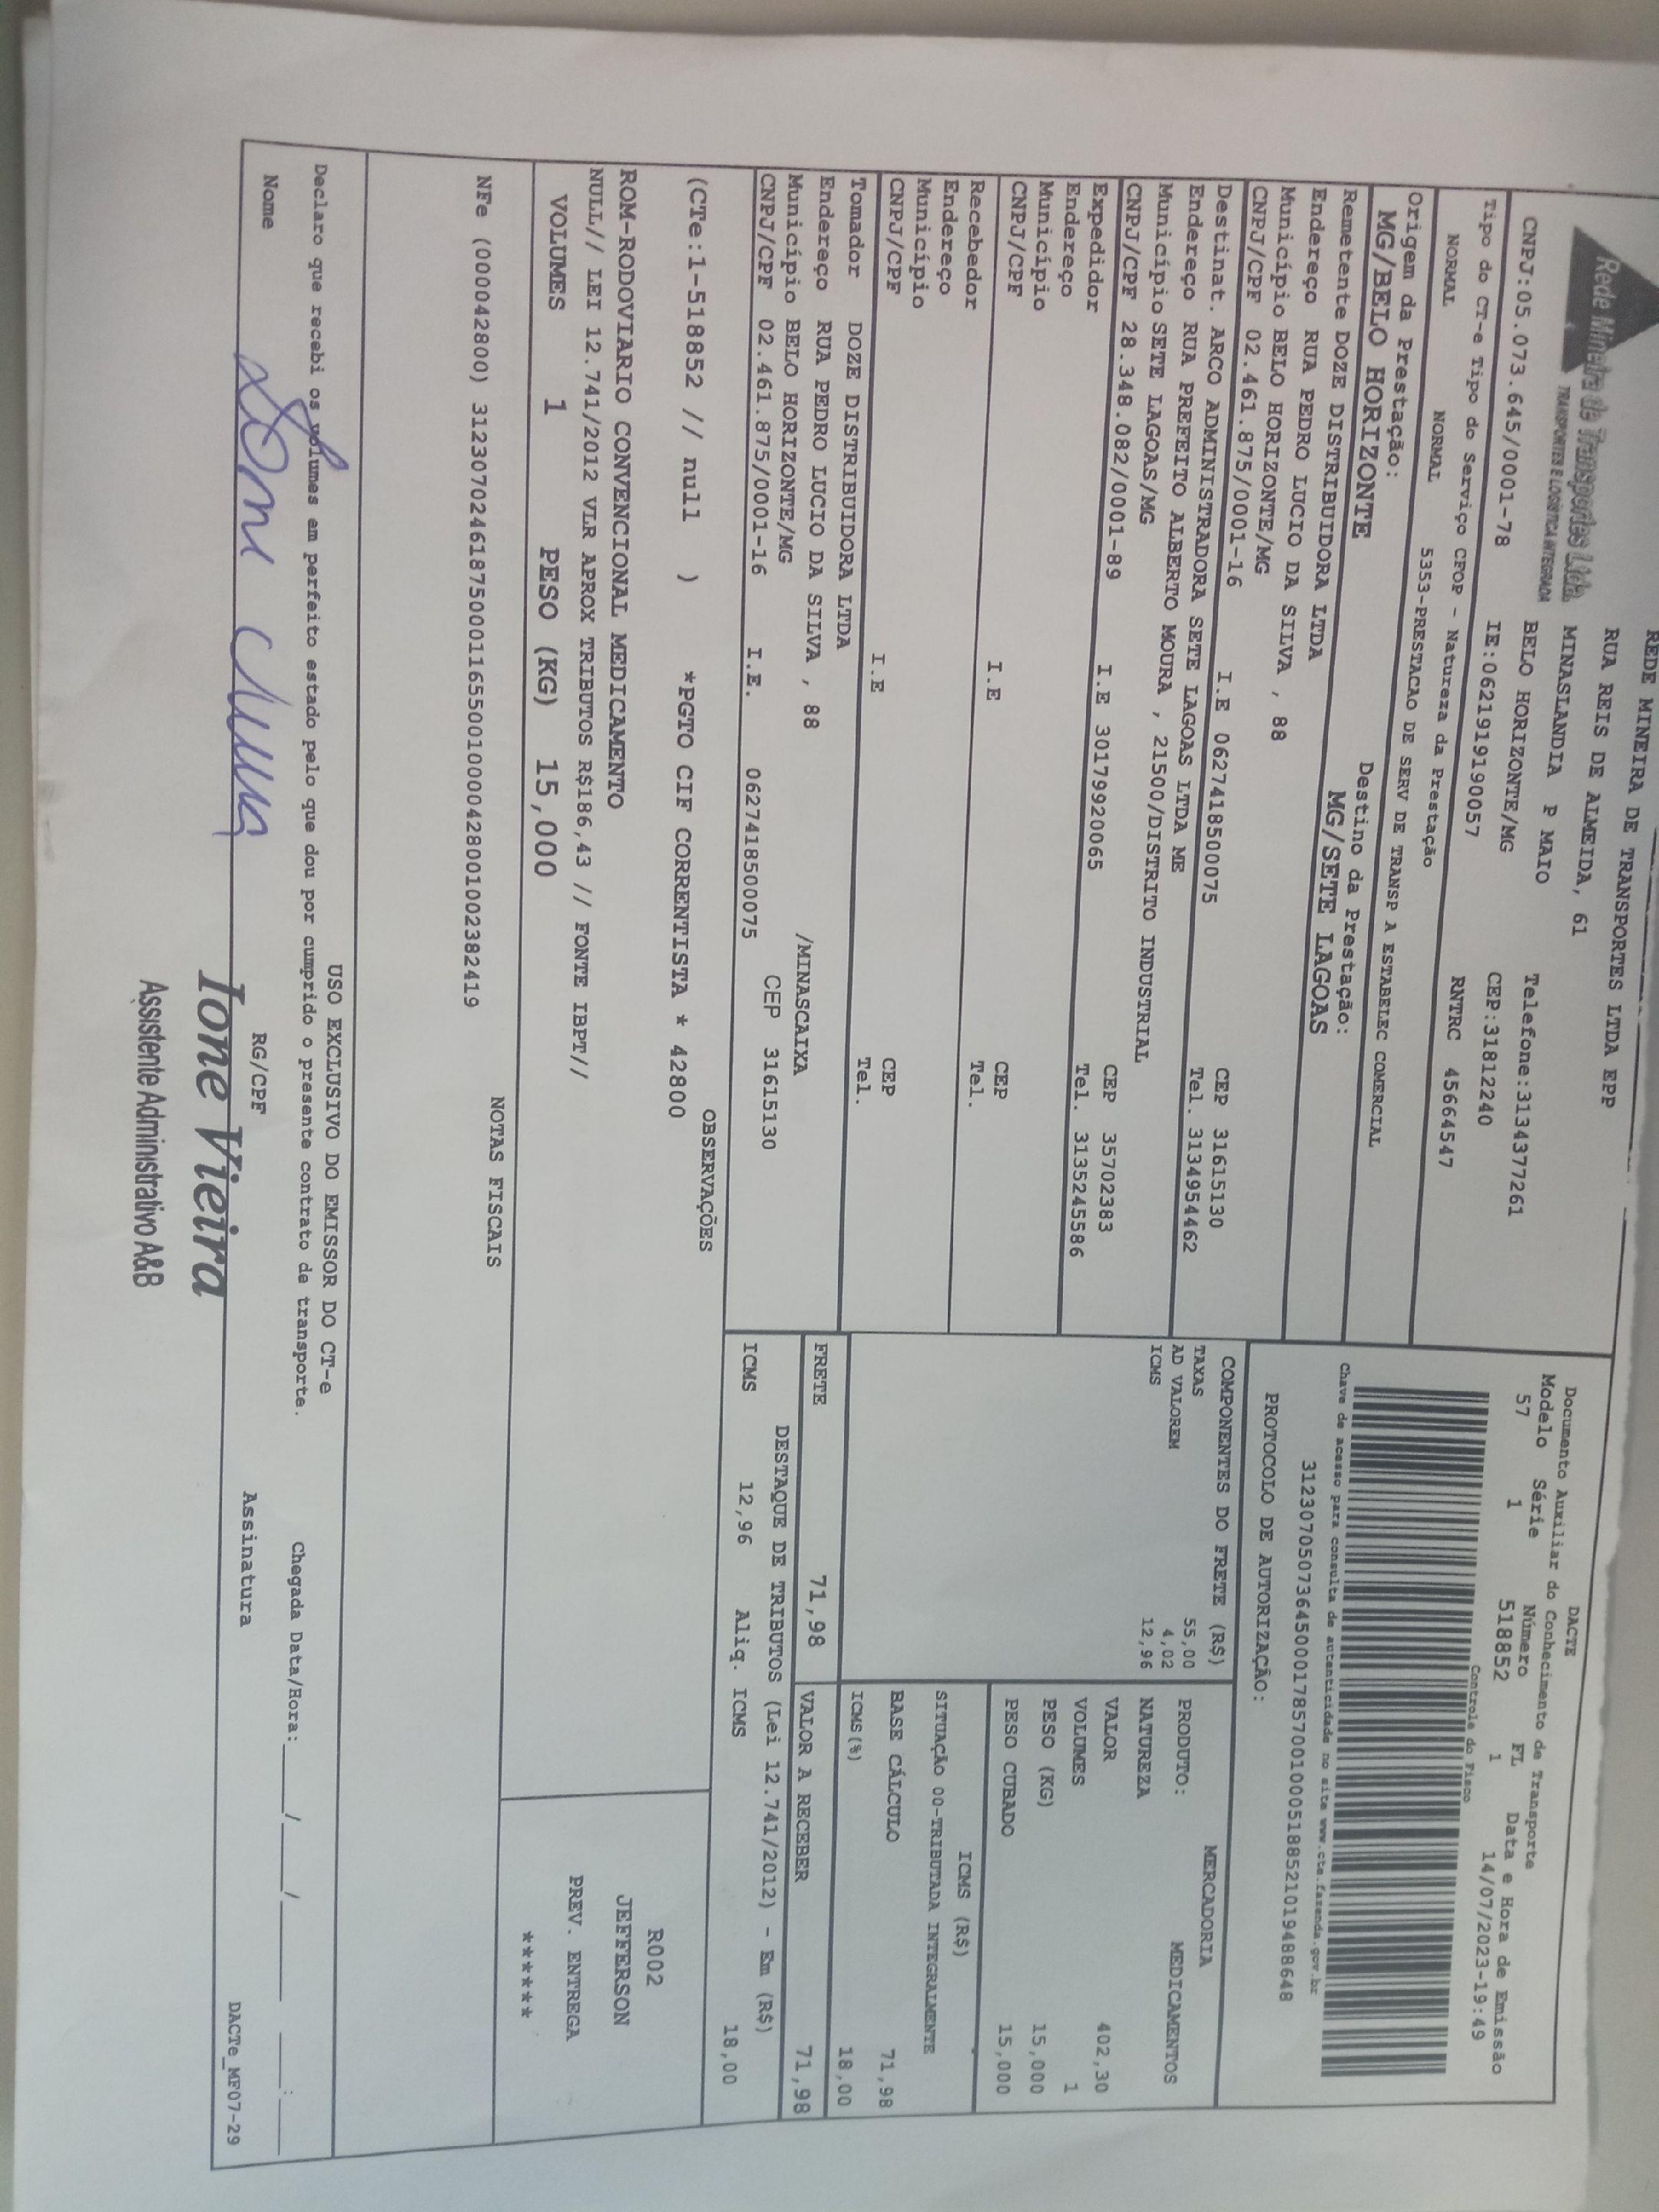 Rede Mineira de Transportes Ltda.
TRANSPORTES E LOGÍSTICA INTEGRADA
REDE MINEIRA DE TRANSPORTES LTDA EPP
RUA REIS DE ALMEIDA, 61
MINASLANDIA P MAIO Telefone:3134377261
BELO HORIZONTE/MG CEP:31812240
CNPJ:05.073.645/0001-78 IE:0621919190057 RNTRC 45664547
Tipo do CT-e Tipo do Serviço CFOP - Natureza da Prestação
NORMAL NORMAL 5353-PRESTACAO DE SERV DE TRANSP A ESTABELEC COMERCIAL
Origem da Prestação: Destino da Prestação:
MG/BELO HORIZONTE MG/SETE LAGOAS
Remetente DOZE DISTRIBUIDORA LTDA
Endereço RUA PEDRO LUCIO DA SILVA , 88
Município BELO HORIZONTE/MG CEP 31615130
CNPJ/CPF 02.461.875/0001-16 I.E 0627418500075 Tel. 3134954462
Destinat. ARCO ADMINISTRADORA SETE LAGOAS LTDA ME
Endereço RUA PREFEITO ALBERTO MOURA , 21500/DISTRITO INDUSTRIAL
Município SETE LAGOAS/MG CEP 35702383
CNPJ/CPF 28.348.082/0001-89 I.E 30179920065 Tel. 3135245586
Expedidor
Endereço
Município CEP
CNPJ/CPF I.E Tel.
Recebedor
Endereço
Município CEP
CNPJ/CPF I.E Tel.
Tomador DOZE DISTRIBUIDORA LTDA
Endereço RUA PEDRO LUCIO DA SILVA , 88 /MINASCAIXA
Município BELO HORIZONTE/MG CEP 31615130
CNPJ/CPF 02.461.875/0001-16 I.E. 0627418500075
DACTE
Documento Auxiliar do Conhecimento de Transporte
Modelo Série Número FL Data e Hora de Emissão
57 1 518852 1 14/07/2023-19:49
Controle do Fisco
Chave de acesso para consulta de autenticidade no site www.cte.fazenda.gov.br
31230705073645000178570010005188521019488648
PROTOCOLO DE AUTORIZAÇÃO:
COMPONENTES DO FRETE (R$)
TAXAS 55,00
AD VALOREM 4,02
ICMS 12,96
MERCADORIA
PRODUTO: MEDICAMENTOS
NATUREZA
VALOR 402,30
VOLUMES 1
PESO (KG) 15,000
PESO CUBADO 15,000
ICMS (R$)
SITUAÇÃO 00-TRIBUTADA INTEGRALMENTE
BASE CÁLCULO 71,98
ICMS(%) 18,00
FRETE 71,98 VALOR A RECEBER 71,98
DESTAQUE DE TRIBUTOS (Lei 12.741/2012) - Em (R$)
ICMS 12,96 Aliq. ICMS 18,00
OBSERVAÇÕES
(CTe:1-518852 // null ) *PGTO CIF CORRENTISTA * 42800
ROM-RODOVIARIO CONVENCIONAL MEDICAMENTO
NULL// LEI 12.741/2012 VLR APROX TRIBUTOS R$186,43 // FONTE IBPT//
VOLUMES 1 PESO (KG) 15,000
R002
JEFFERSON
PREV. ENTREGA
******
NOTAS FISCAIS
NFe (000042800) 31230702461875000116550010000428001002382419
USO EXCLUSIVO DO EMISSOR DO CT-e
Declaro que recebi os volumes em perfeito estado pelo que dou por cumprido o presente contrato de transporte. Chegada Data/Hora:____/____/______ ____:____
Nome RG/CPF Assinatura
DACTe_MF07-29
Ione Vieira
Assistente Administrativo A&B